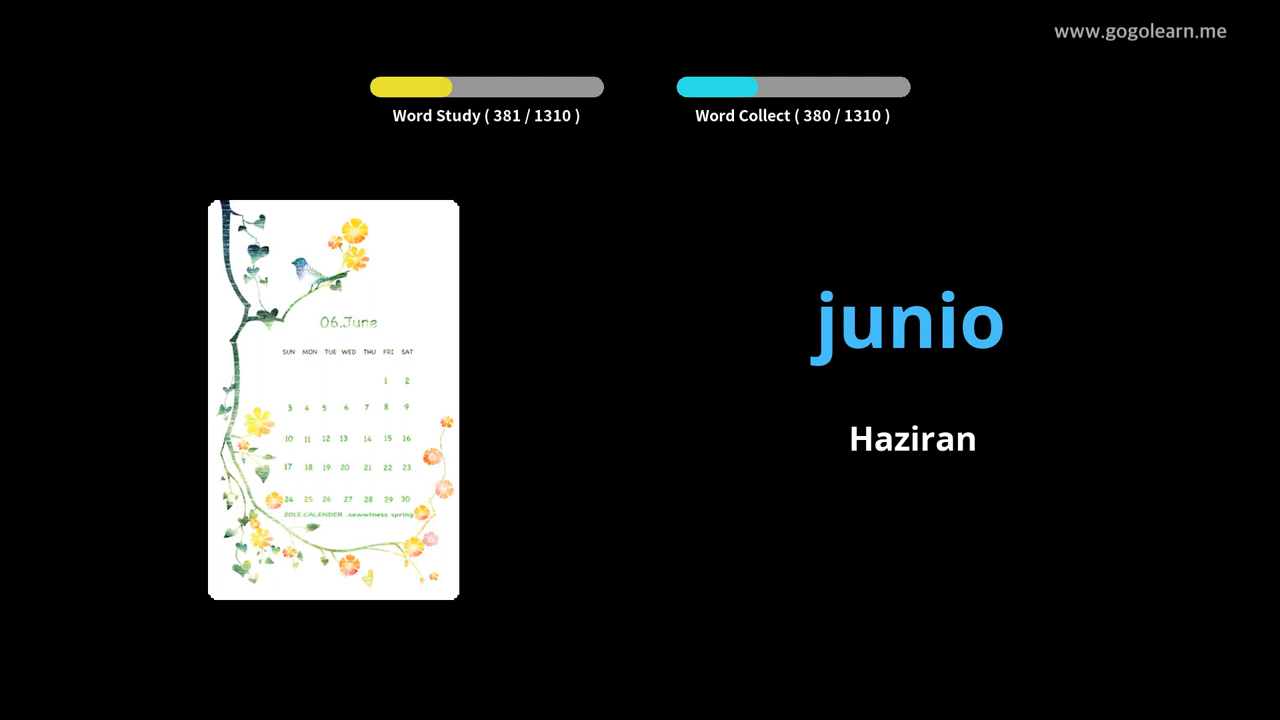 www.gogolearn.me
Word Study ( 381 / 1310 )
Word Collect ( 380 / 1310 )
06.June
SUN MON TUE WED THU FRI SAT
1 2
3 4 5 6 7 8 9
10 11 12 13 14 15 16
17 18 19 20 21 22 23
24 25 26 27 28 29 30
2012.CALENDER .sewwtness spring
junio
Haziran